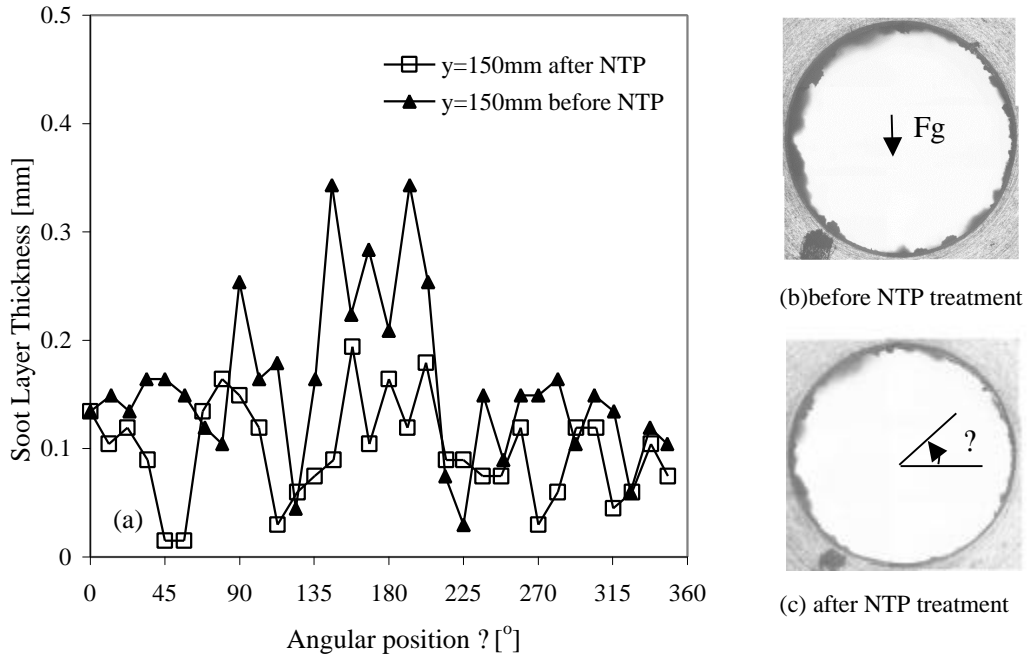 0.5
0.4
0.3
0.2
0.1
0
Soot Layer Thickness [mm]
y=150mm after NTP
y=150mm before NTP
(a)
0 45 90 135 180 225 270 315 360
Angular position ? [o]
Fg
(b)before NTP treatment
?
(c) after NTP treatment